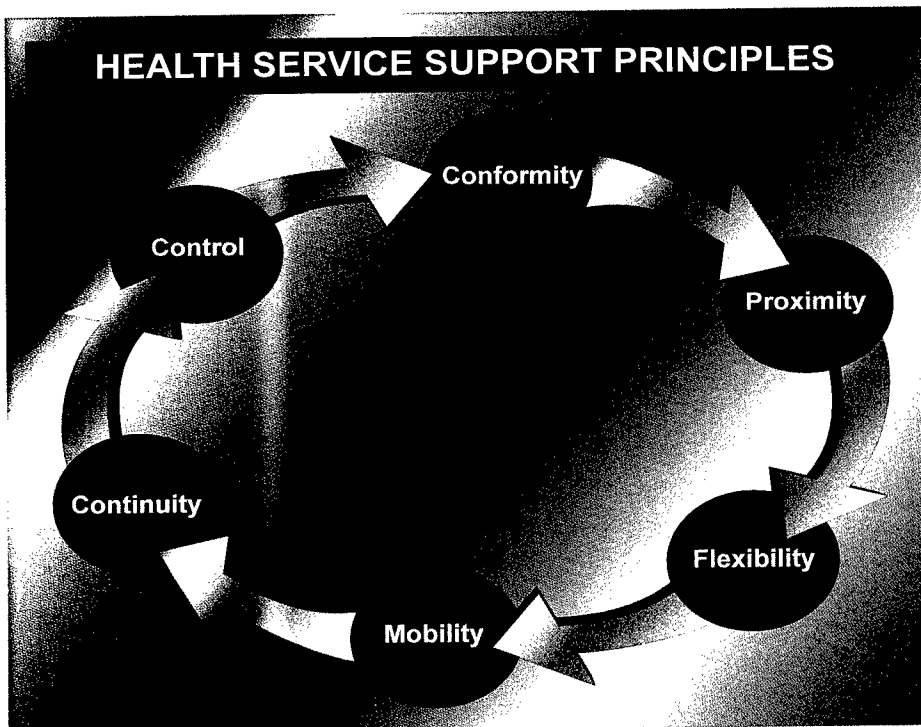 HEALTH SERVICE SUPPORT PRINCIPLES
Conformity
Proximity
Flexibility
Mobility
Continuity
Control